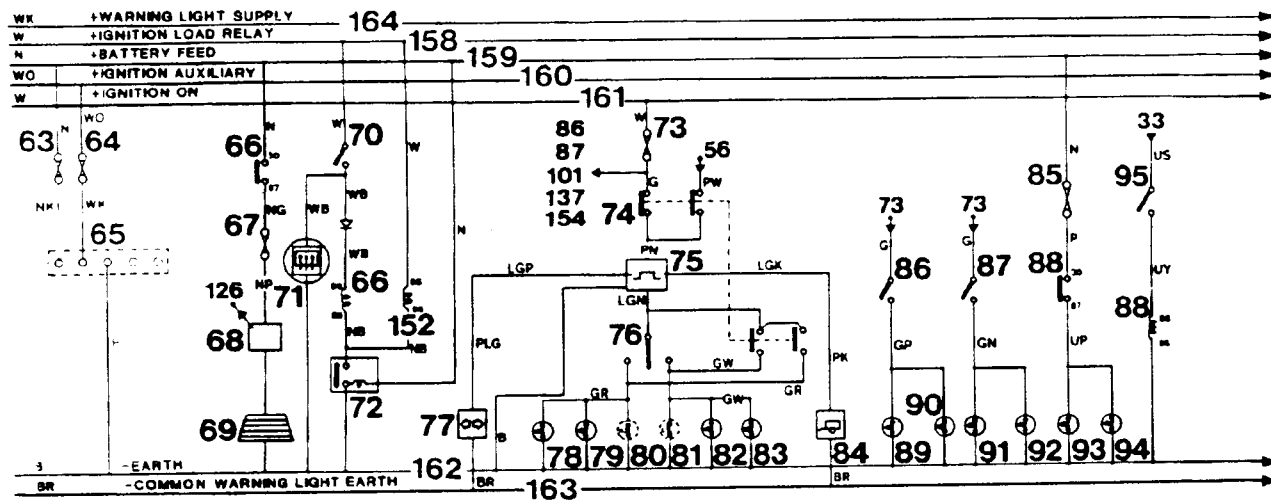 WK +WARNING LIGHT SUPPLY 164
W +IGNITION LOAD RELAY 158
N +BATTERY FEED 159
WO +IGNITION AUXILIARY 160
W +IGNITION ON 161
63 N 64 WO
65
66 N 30 87
NG
67
NP
126
68
69
70 W
WB
WB
WB
71
66
NB
72
W
152
NB
N
W 73
86
87
101
137
154
G
74
56
PW
PN
75
LGP
LGK
LGN
76
PLG
PK
GW
GR
GR
GW
77
B
78 79 80 81 82 83
84
73
G
86
GP
90
89
73
G
87
GN
91 92
N
85
P
88
30
87
UP
93 94
33
US
95
UY
88
-EARTH 162
BR -COMMON WARNING LIGHT EARTH 163
BR
BR